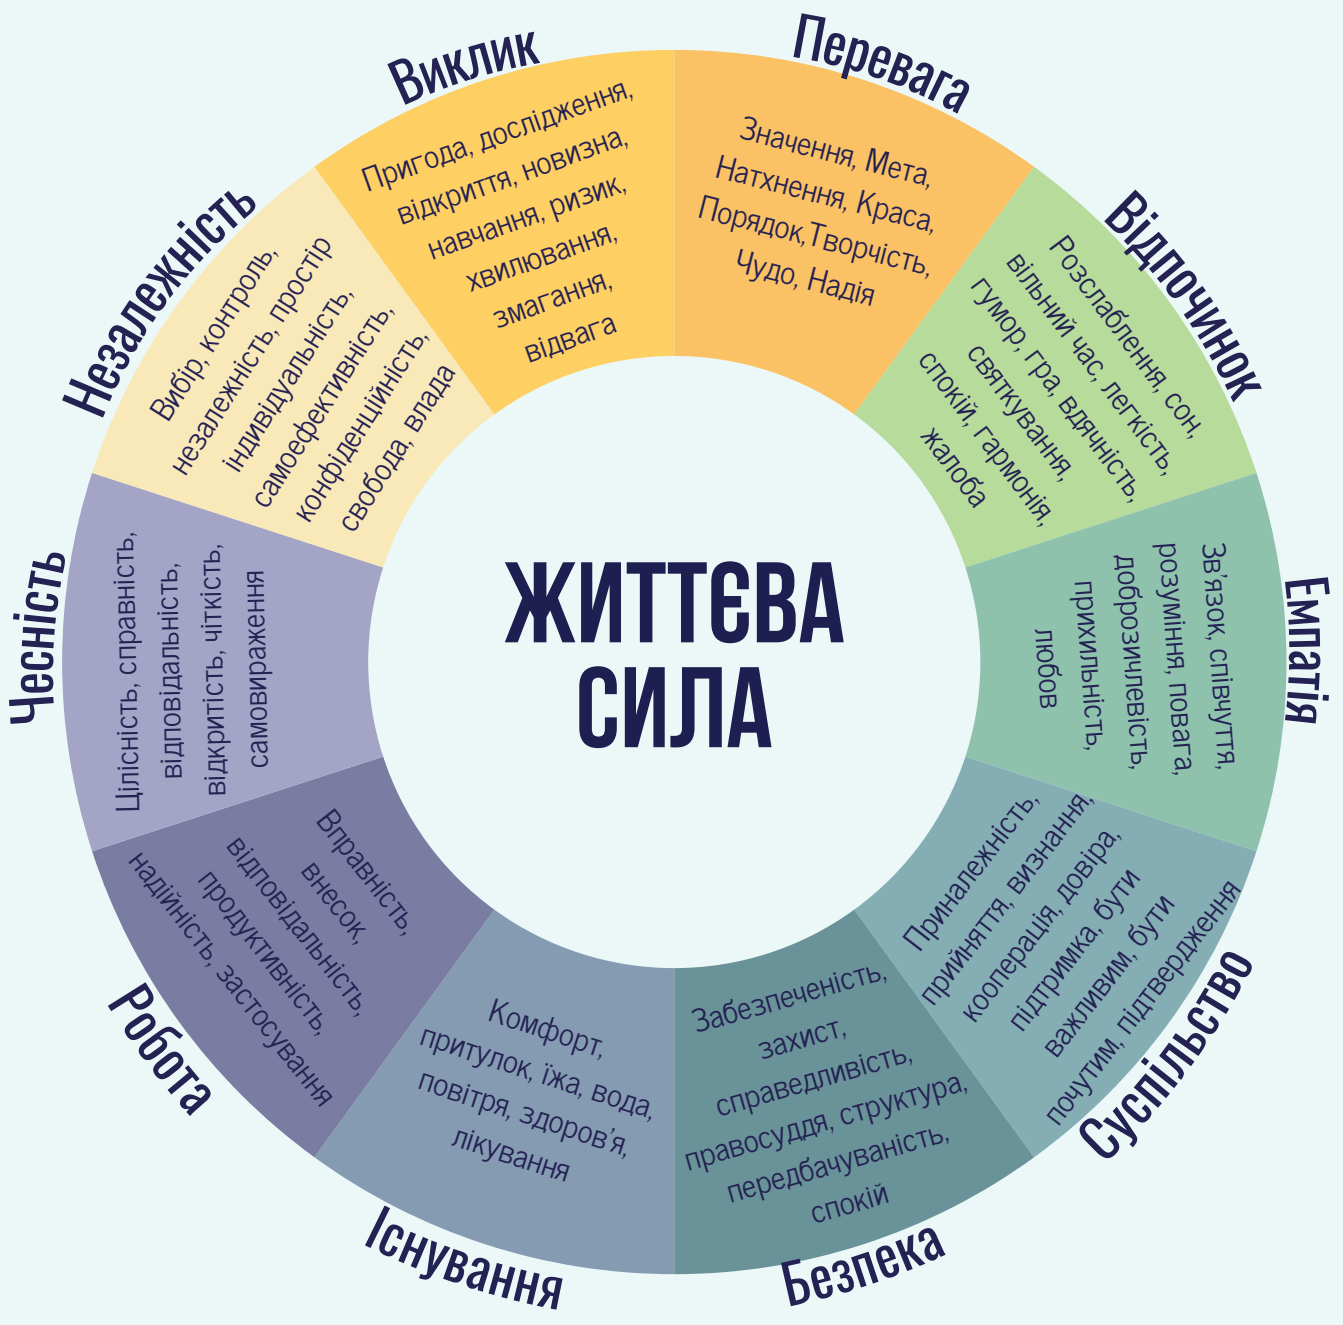 ЖИТТЄВА
СИЛА
Перевага
Значення, Мета,
Натхнення, Краса,
Порядок,Творчість,
Чудо, Надія
Відпочинок
Розслаблення, сон,
вільний час, легкість,
гумор, гра, вдячність,
святкування,
спокій, гармонія,
жалоба
Емпатія
Зв’язок, співчуття,
розуміння, повага,
доброзичлевість,
прихильність,
любов
Суспільство
Приналежність,
прийняття, визнання,
кооперація, довіра,
підтримка, бути
важливим, бути
почутим, підтвердження
Безпека
Забезпеченість,
захист,
справедливість,
правосуддя, структура,
передбачуваність,
спокій
Існування
Комфорт,
притулок, їжа, вода,
повітря, здоров’я,
лікування
Робота
Вправність,
внесок,
відповідальність,
продуктивність,
надійність, застосування
Чесність
Цілісність, справність,
відповідальність,
відкритість, чіткість,
самовираження
Незалежність
Вибір, контроль,
незалежність, простір
індивідуальність,
самоефективність,
конфіденційність,
свобода, влада
Виклик
Пригода, дослідження,
відкриття, новизна,
навчання, ризик,
хвилювання,
змагання,
відвага